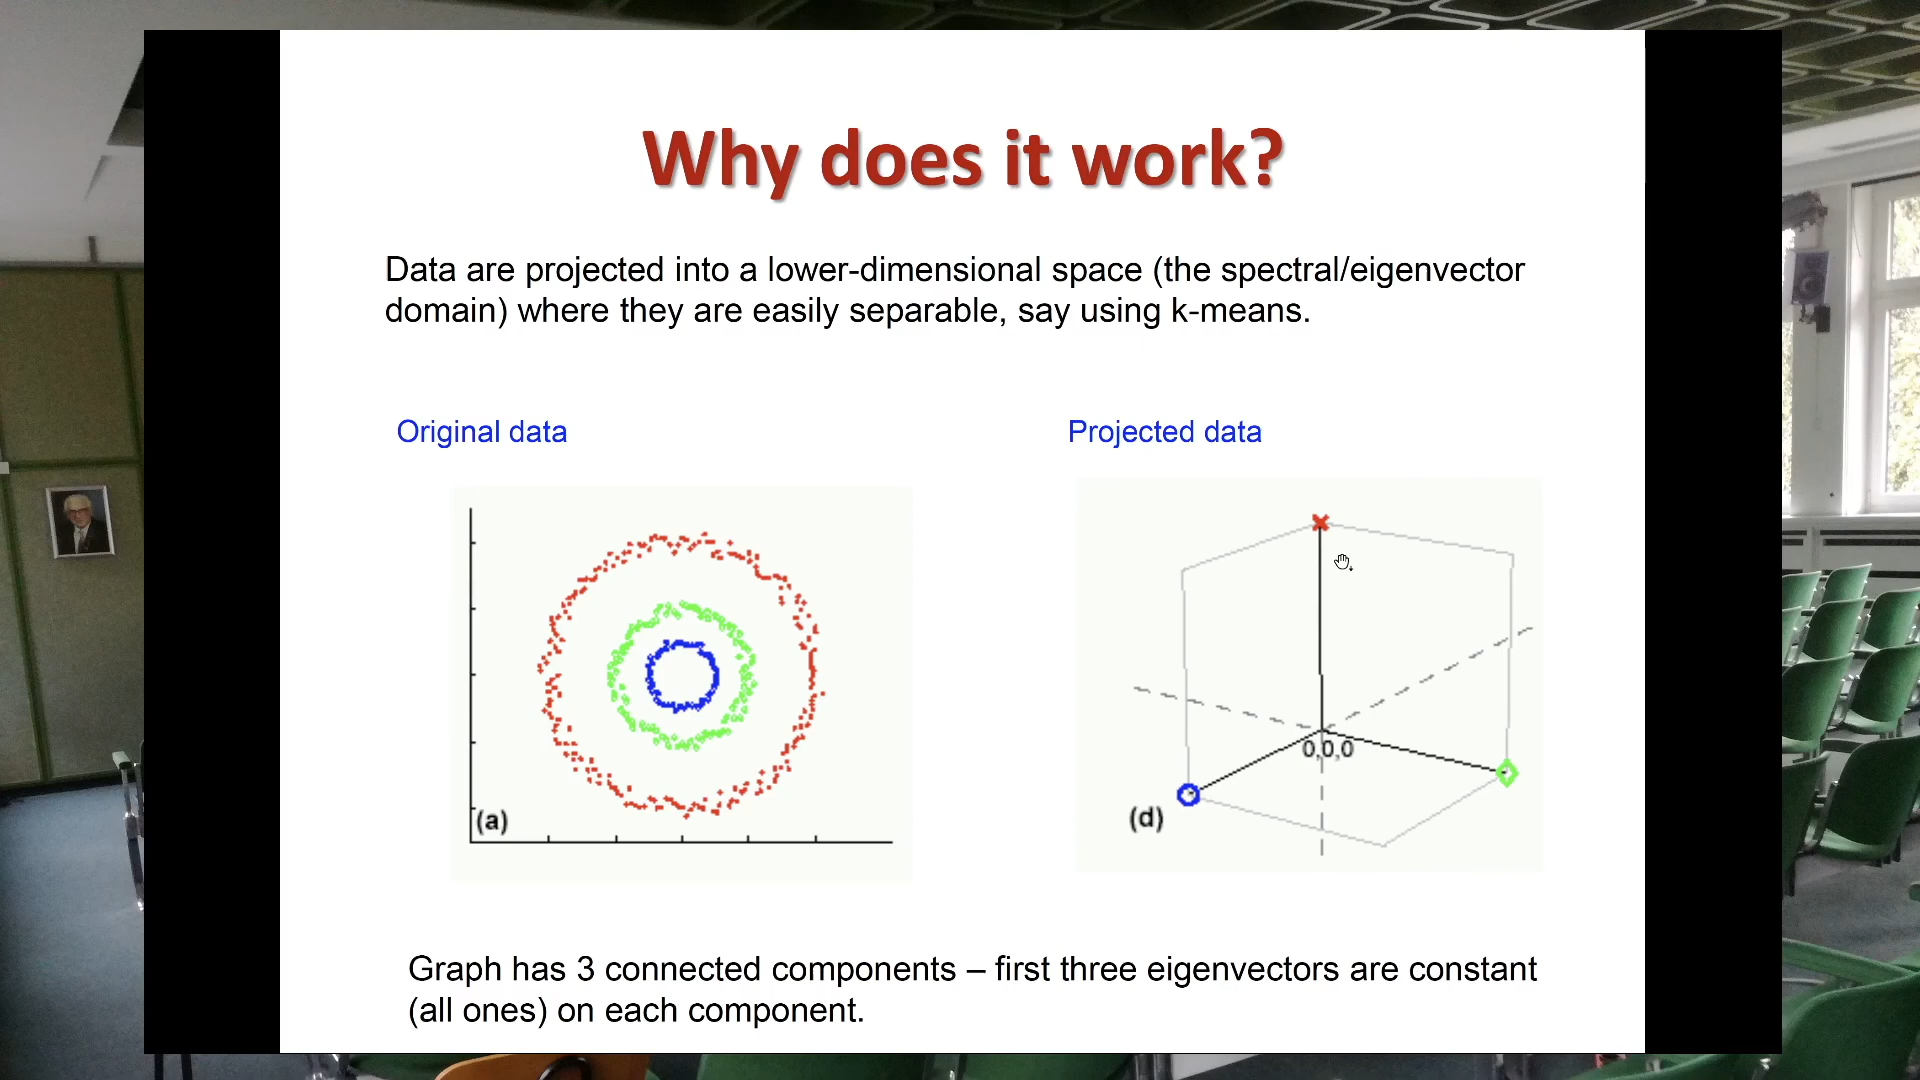 Why does it work?
Data are projected into a lower-dimensional space (the spectral/eigenvector
domain) where they are easily separable, say using k-means.
Original data
Projected data
(a)
0,0,0
(d)
Graph has 3 connected components – first three eigenvectors are constant
(all ones) on each component.